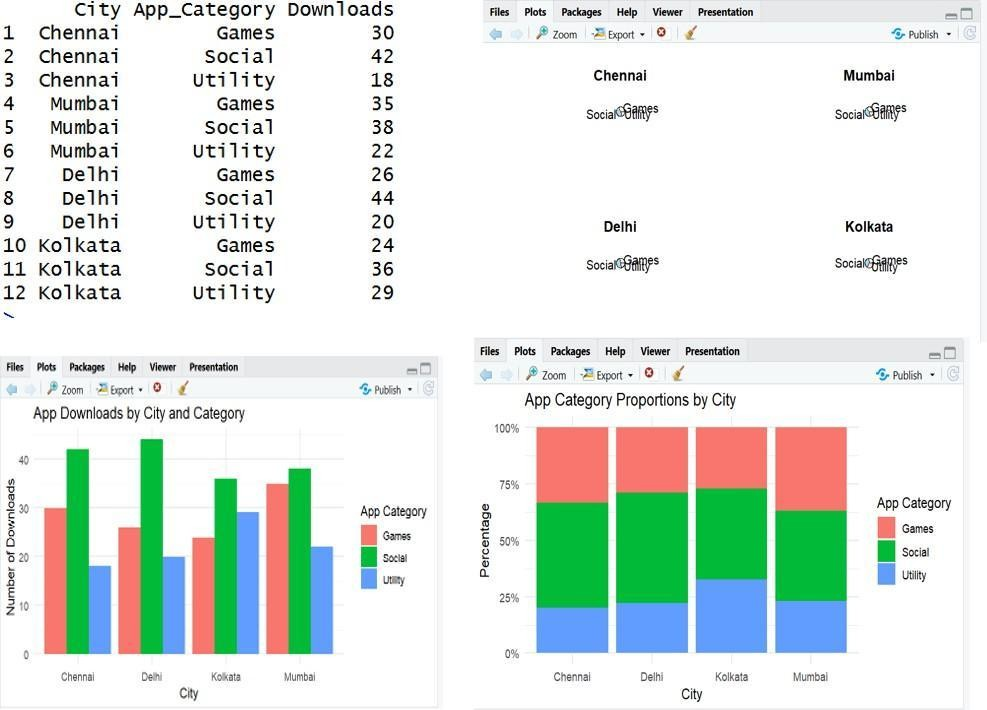 City App_Category Downloads
1 Chennai Games 30
2 Chennai Social 42
3 Chennai Utility 18
4 Mumbai Games 35
5 Mumbai Social 38
6 Mumbai Utility 22
7 Delhi Games 26
8 Delhi Social 44
9 Delhi Utility 20
10 Kolkata Games 24
11 Kolkata Social 36
12 Kolkata Utility 29
>
Files Plots Packages Help Viewer Presentation
Zoom Export Publish
Chennai Mumbai
Games Games
Social Utility Social Utility
Delhi Kolkata
Games Games
Social Utility Social Utility
Files Plots Packages Help Viewer Presentation
Zoom Export Publish
App Downloads by City and Category
Number of Downloads
40
30
20
10
0
Chennai Delhi Kolkata Mumbai
City
App Category
Games
Social
Utility
Files Plots Packages Help Viewer Presentation
Zoom Export Publish
App Category Proportions by City
Percentage
100%
75%
50%
25%
0%
Chennai Delhi Kolkata Mumbai
City
App Category
Games
Social
Utility